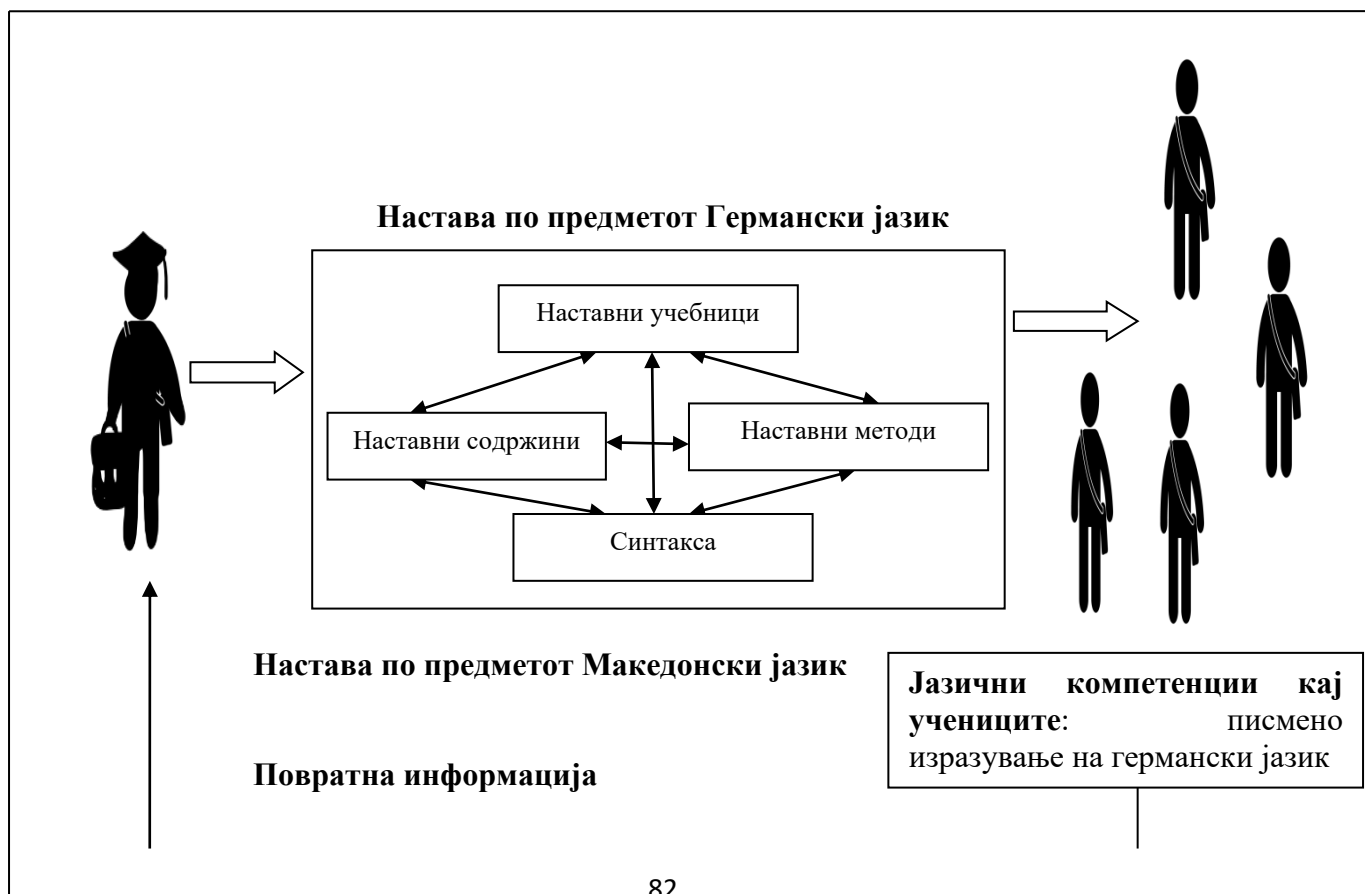 Настава по предметот Германски јазик
Наставни учебници
Наставни содржини
Наставни методи
Синтакса
Настава по предметот Македонски јазик
Јазични компетенции кај
учениците: писмено
изразување на германски јазик
Повратна информација
82